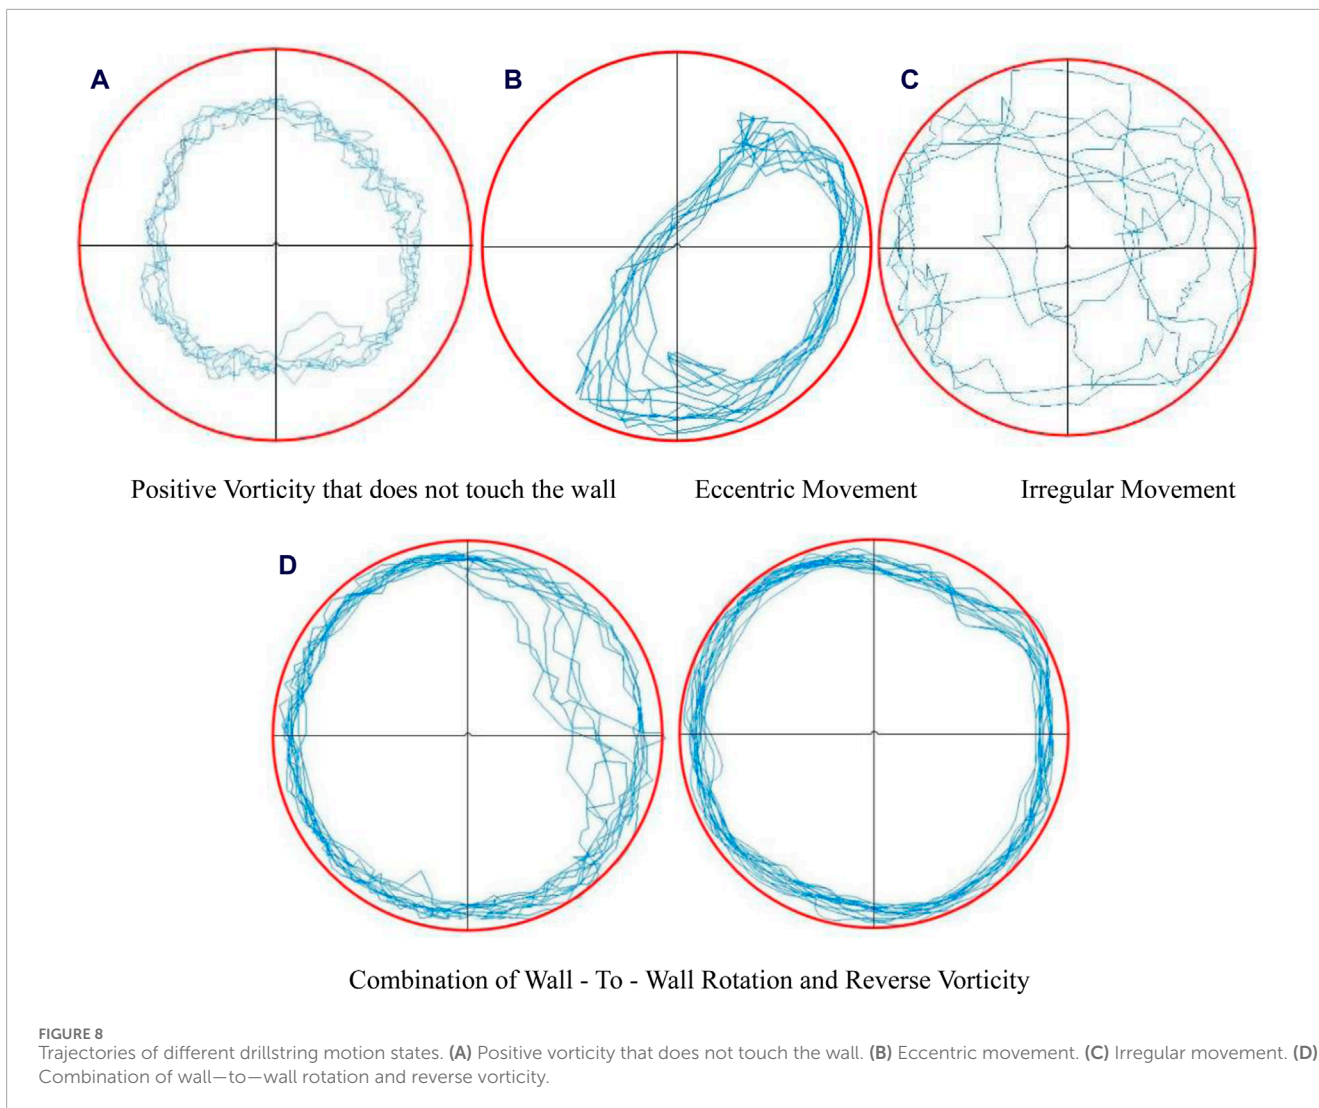 A
B
C
Positive Vorticity that does not touch the wall
Eccentric Movement
Irregular Movement
D
Combination of Wall - To - Wall Rotation and Reverse Vorticity
FIGURE 8
Trajectories of different drillstring motion states. (A) Positive vorticity that does not touch the wall. (B) Eccentric movement. (C) Irregular movement. (D)
Combination of wall—to—wall rotation and reverse vorticity.